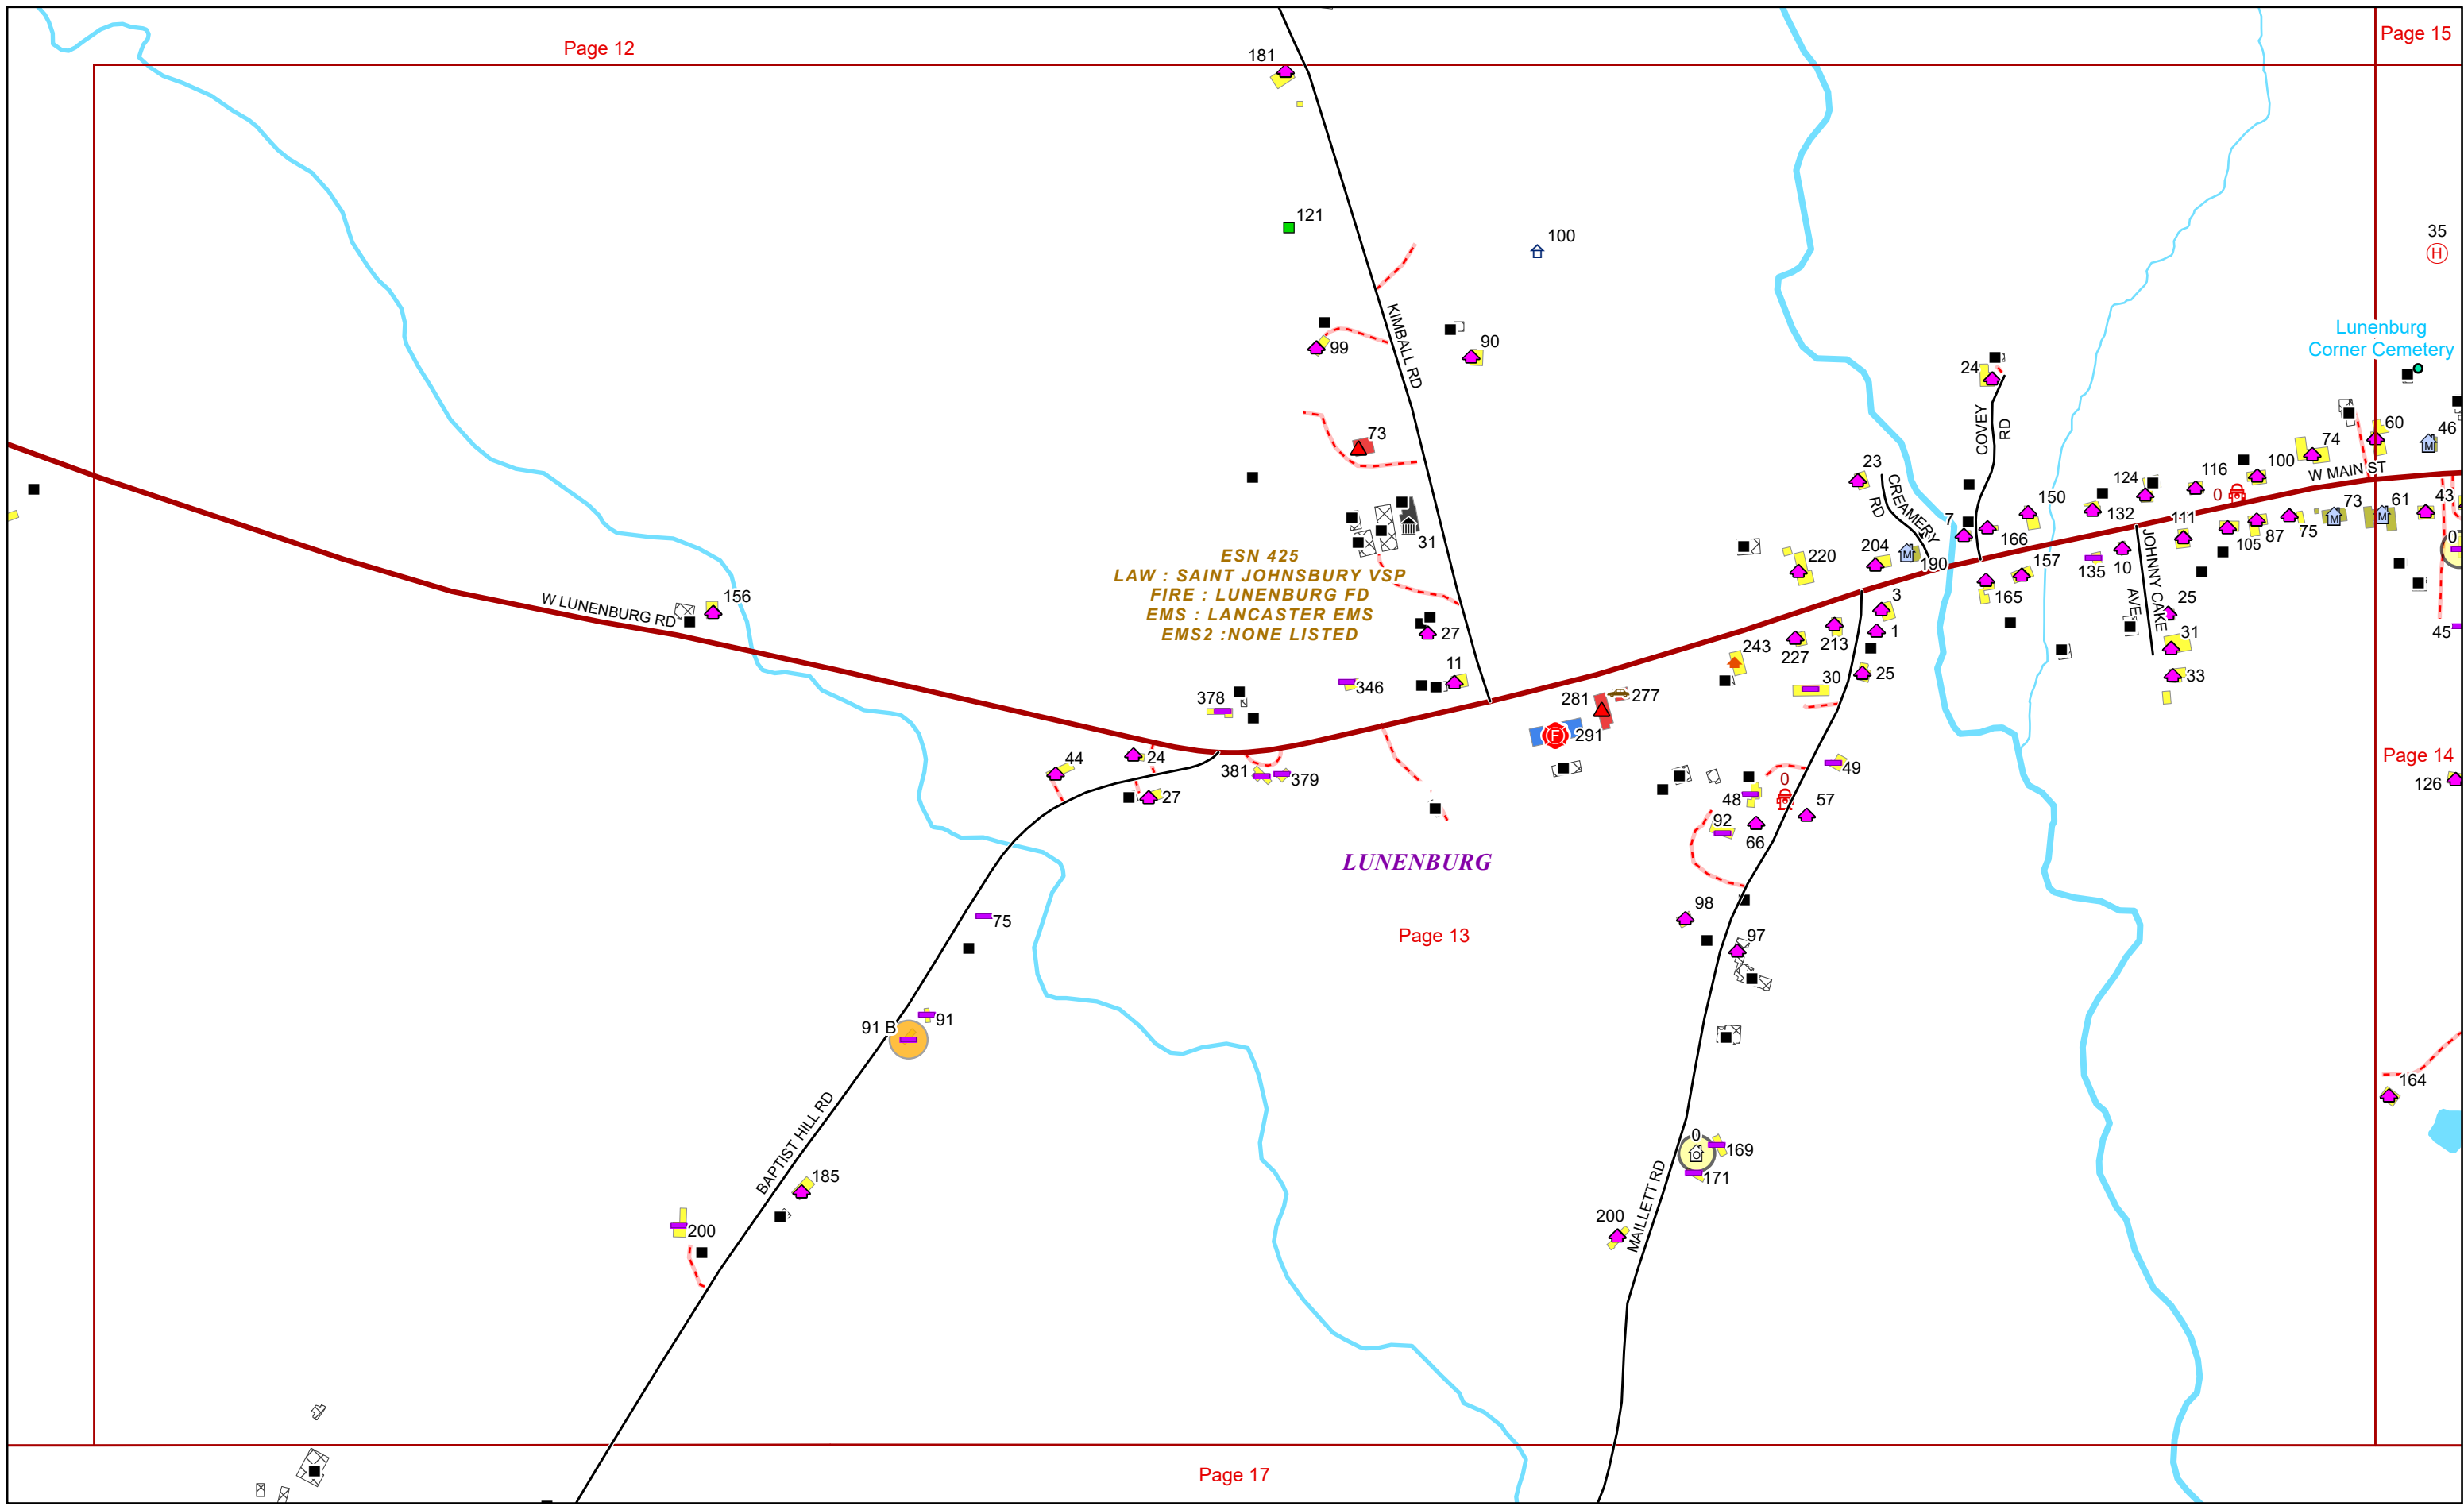 Page 12
Page 15
181
121
100
35
H
KIMBALL RD
99
90
Lunenburg
Corner Cemetery
24
COVEY
RD
73
60
46
M
74
100
W MAIN ST
116
0
124
23
CREAMERY
RD
7
150
132
111
105
87
75
73
M
61
M
43
0
31
166
204
M
190
220
157
135
10
JOHNNY CAKE
AVE
165
25
31
33
45
ESN 425
LAW : SAINT JOHNSBURY VSP
FIRE : LUNENBURG FD
EMS : LANCASTER EMS
EMS2 :NONE LISTED
156
W LUNENBURG RD
27
11
346
378
3
1
213
227
243
25
30
281
277
F
291
44
24
27
381
379
49
0
48
57
92
66
Page 14
126
LUNENBURG
75
98
97
Page 13
91
91 B
164
BAPTIST HILL RD
185
200
0
O
169
171
MAILLETT RD
200
Page 17